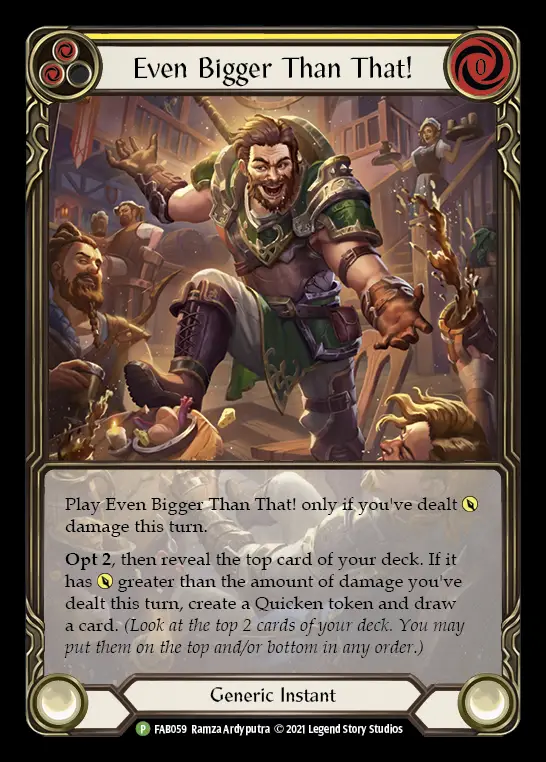 Even Bigger Than That!
0
Play Even Bigger Than That! only if you've dealt
damage this turn.
Opt 2, then reveal the top card of your deck. If it
has greater than the amount of damage you've
dealt this turn, create a Quicken token and draw
a card. (Look at the top 2 cards of your deck. You may
put them on the top and/or bottom in any order.)
Generic Instant
P FAB059 Ramza Ardyputra © 2021 Legend Story Studios